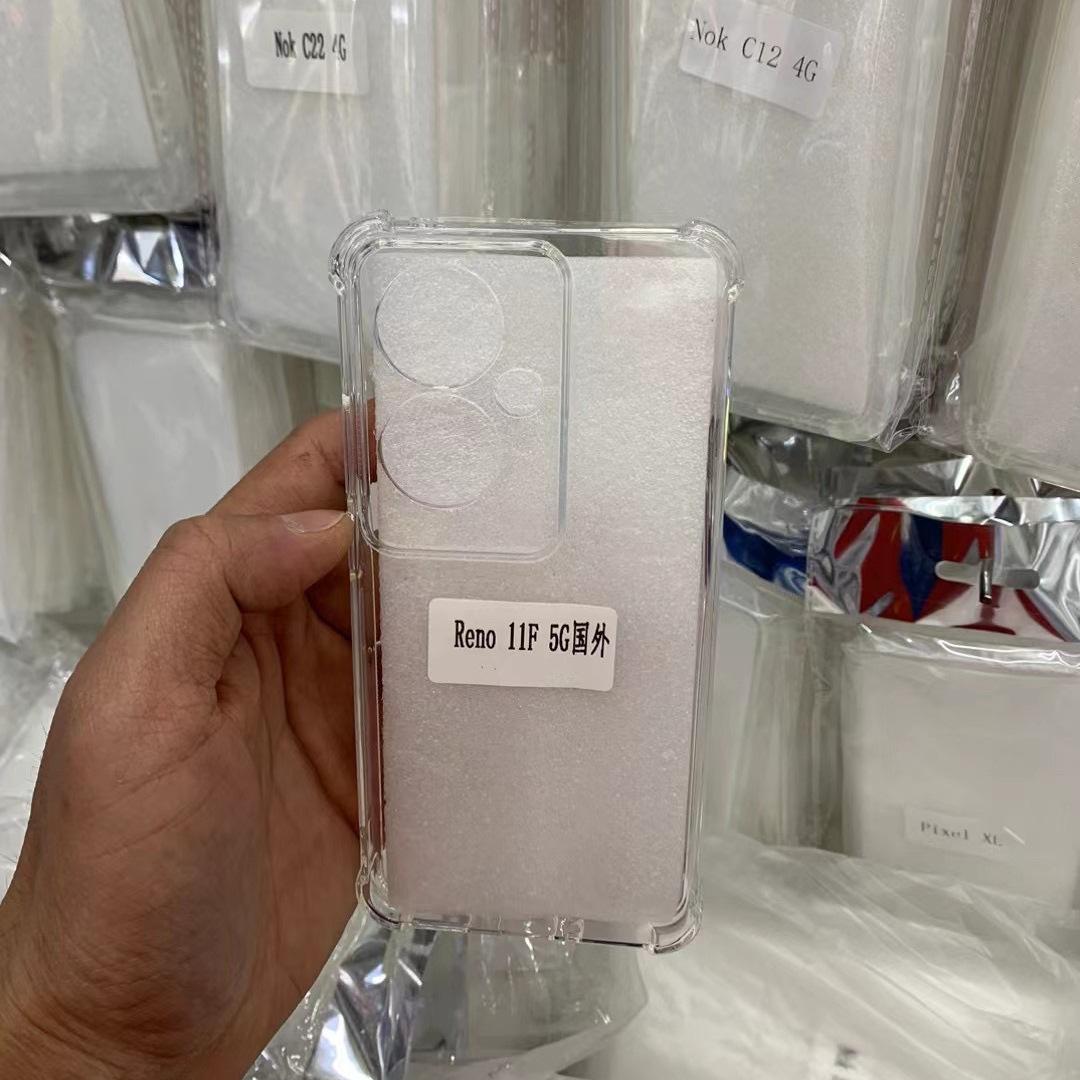 Nok C22 4G
Nok C12 4G
Reno 11F 5G国外
Pixel XL